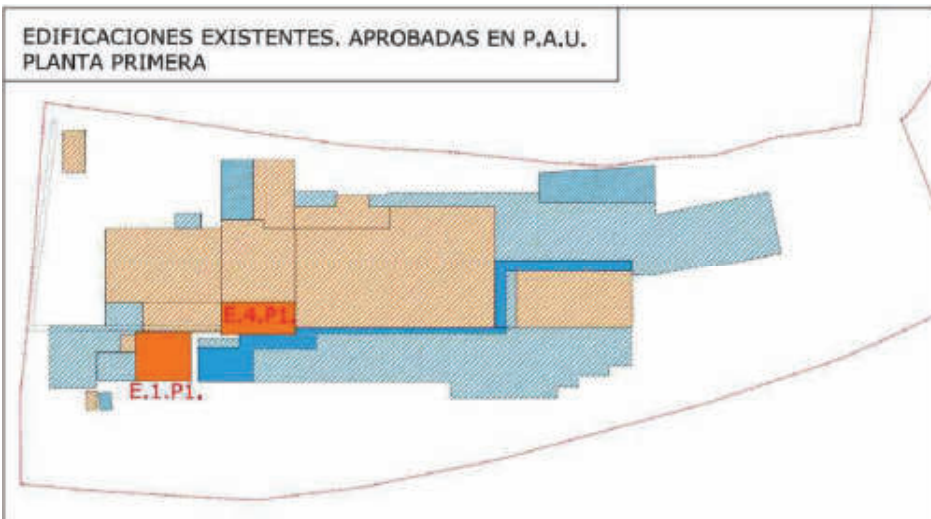 EDIFICACIONES EXISTENTES. APROBADAS EN P.A.U.
PLANTA PRIMERA
E.4.P1.
E.1.P1.